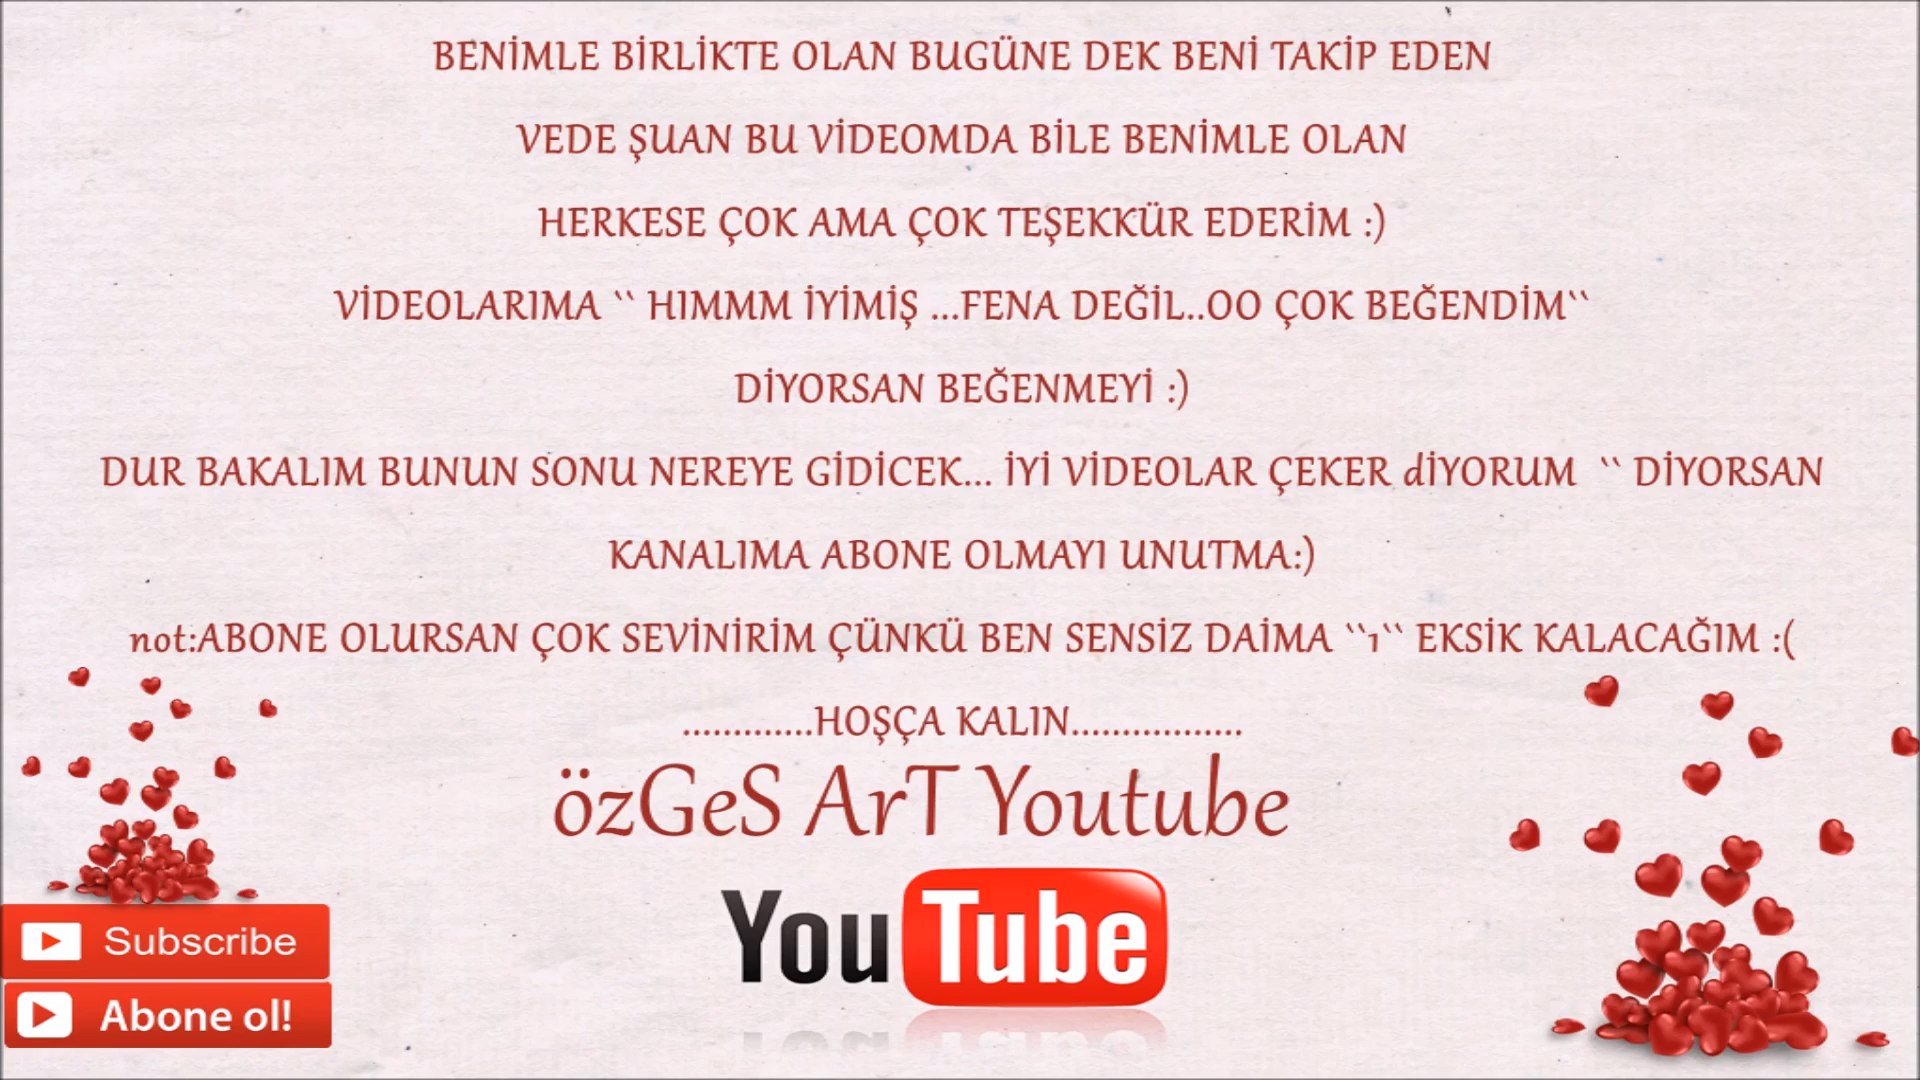 BENİMLE BİRLİKTE OLAN BUGÜNE DEK BENİ TAKİP EDEN
VEDE ŞUAN BU VİDEOMDA BİLE BENİMLE OLAN
HERKESE ÇOK AMA ÇOK TEŞEKKÜR EDERİM :)
VİDEOLARIMA `` HIMMM İYİMİŞ ...FENA DEĞİL..OO ÇOK BEĞENDİM``
DİYORSAN BEĞENMEYİ :)
DUR BAKALIM BUNUN SONU NEREYE GİDİCEK... İYİ VİDEOLAR ÇEKER dİYORUM `` DİYORSAN
KANALIMA ABONE OLMAYI UNUTMA:)
not:ABONE OLURSAN ÇOK SEVİNİRİM ÇÜNKÜ BEN SENSİZ DAİMA ``1`` EKSİK KALACAĞIM :(
.............HOŞÇA KALIN.................
özGeS ArT Youtube
YouTube
Subscribe
Abone ol!